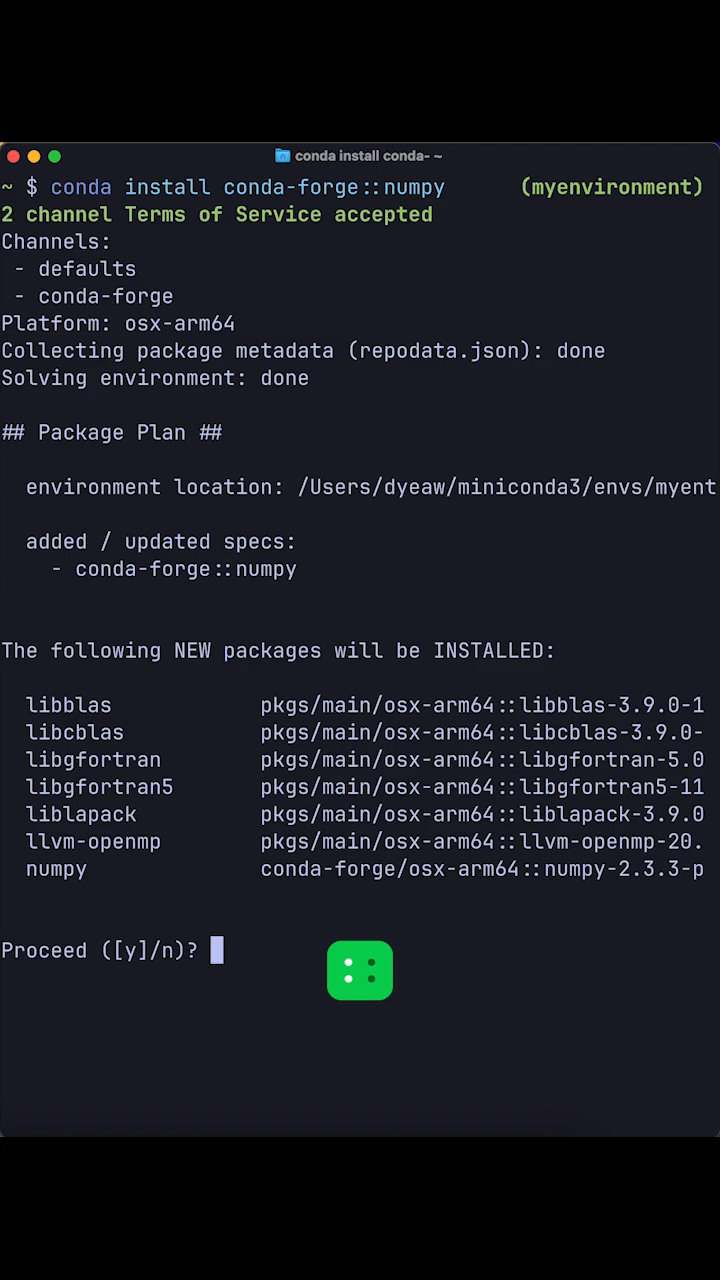 conda install conda- ~
~ $ conda install conda-forge::numpy (myenvironment)
2 channel Terms of Service accepted
Channels:
 - defaults
 - conda-forge
Platform: osx-arm64
Collecting package metadata (repodata.json): done
Solving environment: done
## Package Plan ##
  environment location: /Users/dyeaw/miniconda3/envs/myent
  added / updated specs:
    - conda-forge::numpy
The following NEW packages will be INSTALLED:
  libblas            pkgs/main/osx-arm64::libblas-3.9.0-1
  libcblas           pkgs/main/osx-arm64::libcblas-3.9.0-
  libgfortran        pkgs/main/osx-arm64::libgfortran-5.0
  libgfortran5       pkgs/main/osx-arm64::libgfortran5-11
  liblapack          pkgs/main/osx-arm64::liblapack-3.9.0
  llvm-openmp        pkgs/main/osx-arm64::llvm-openmp-20.
  numpy              conda-forge/osx-arm64::numpy-2.3.3-p
Proceed ([y]/n)?